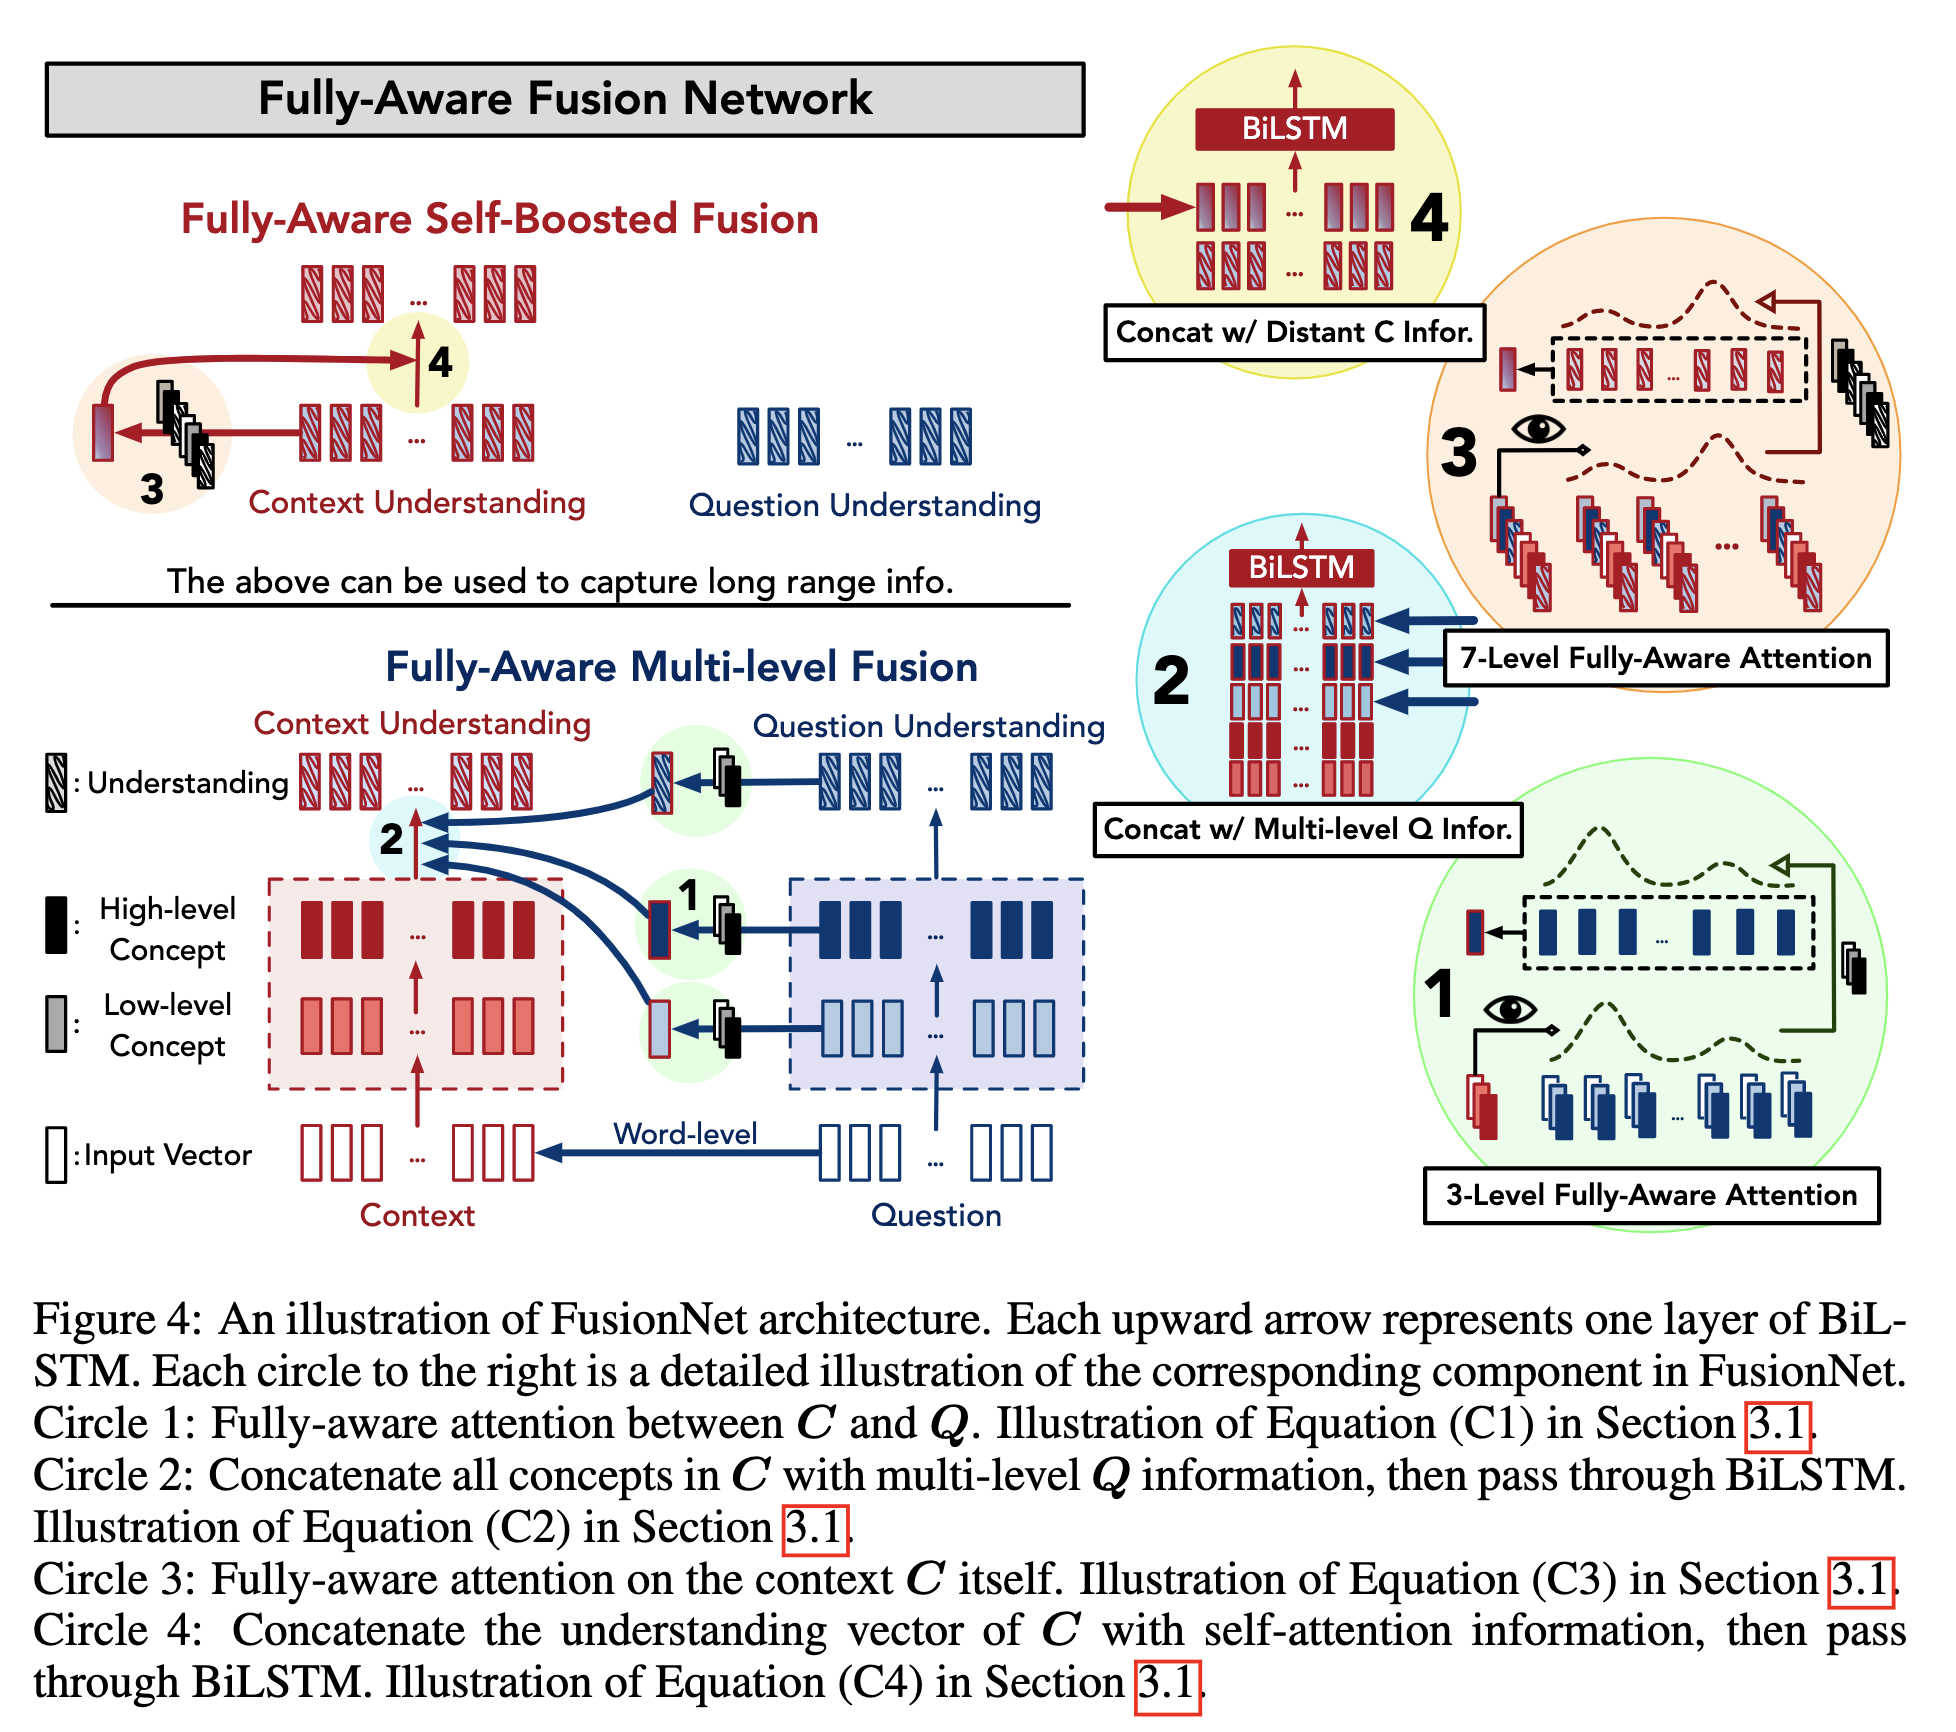 Fully-Aware Fusion Network
Fully-Aware Self-Boosted Fusion
...
4
...
3
Context Understanding
...
Question Understanding
The above can be used to capture long range info.
Fully-Aware Multi-level Fusion
Context Understanding
Question Understanding
: Understanding
...
...
2
1
: High-level
Concept
...
...
: Low-level
Concept
...
...
: Input Vector
...
Word-level
...
Context
Question
BiLSTM
...
4
...
Concat w/ Distant C Infor.
...
3
...
7-Level Fully-Aware Attention
BiLSTM
...
2
...
...
...
...
Concat w/ Multi-level Q Infor.
...
1
...
3-Level Fully-Aware Attention
Figure 4: An illustration of FusionNet architecture. Each upward arrow represents one layer of BiL-
STM. Each circle to the right is a detailed illustration of the corresponding component in FusionNet.
Circle 1: Fully-aware attention between C and Q. Illustration of Equation (C1) in Section 3.1.
Circle 2: Concatenate all concepts in C with multi-level Q information, then pass through BiLSTM.
Illustration of Equation (C2) in Section 3.1.
Circle 3: Fully-aware attention on the context C itself. Illustration of Equation (C3) in Section 3.1.
Circle 4: Concatenate the understanding vector of C with self-attention information, then pass
through BiLSTM. Illustration of Equation (C4) in Section 3.1.